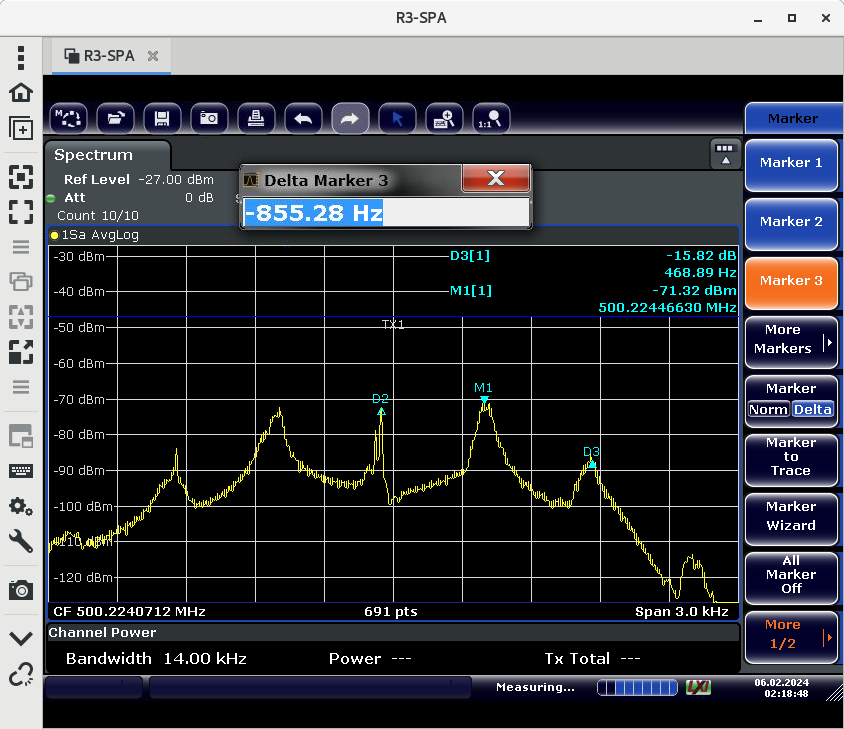 R3-SPA
R3-SPA
M
1:1
Marker
Spectrum
Ref Level -27.00 dBm
Att 0 dB
Count 10/10
Delta Marker 3
-855.28 Hz
1Sa AvgLog
D3[1] -15.82 dB
468.89 Hz
M1[1] -71.32 dBm
500.22446630 MHz
-30 dBm
-40 dBm
-50 dBm
-60 dBm
-70 dBm
-80 dBm
-90 dBm
-100 dBm
-110 dBm
-120 dBm
TX1
D2
M1
D3
CF 500.2240712 MHz 691 pts Span 3.0 kHz
Channel Power
Bandwidth 14.00 kHz Power --- Tx Total ---
Marker 1
Marker 2
Marker 3
More
Markers
Marker
Norm Delta
Marker
to
Trace
Marker
Wizard
All
Marker
Off
More
1/2
Measuring...
LXI
06.02.2024
02:18:48